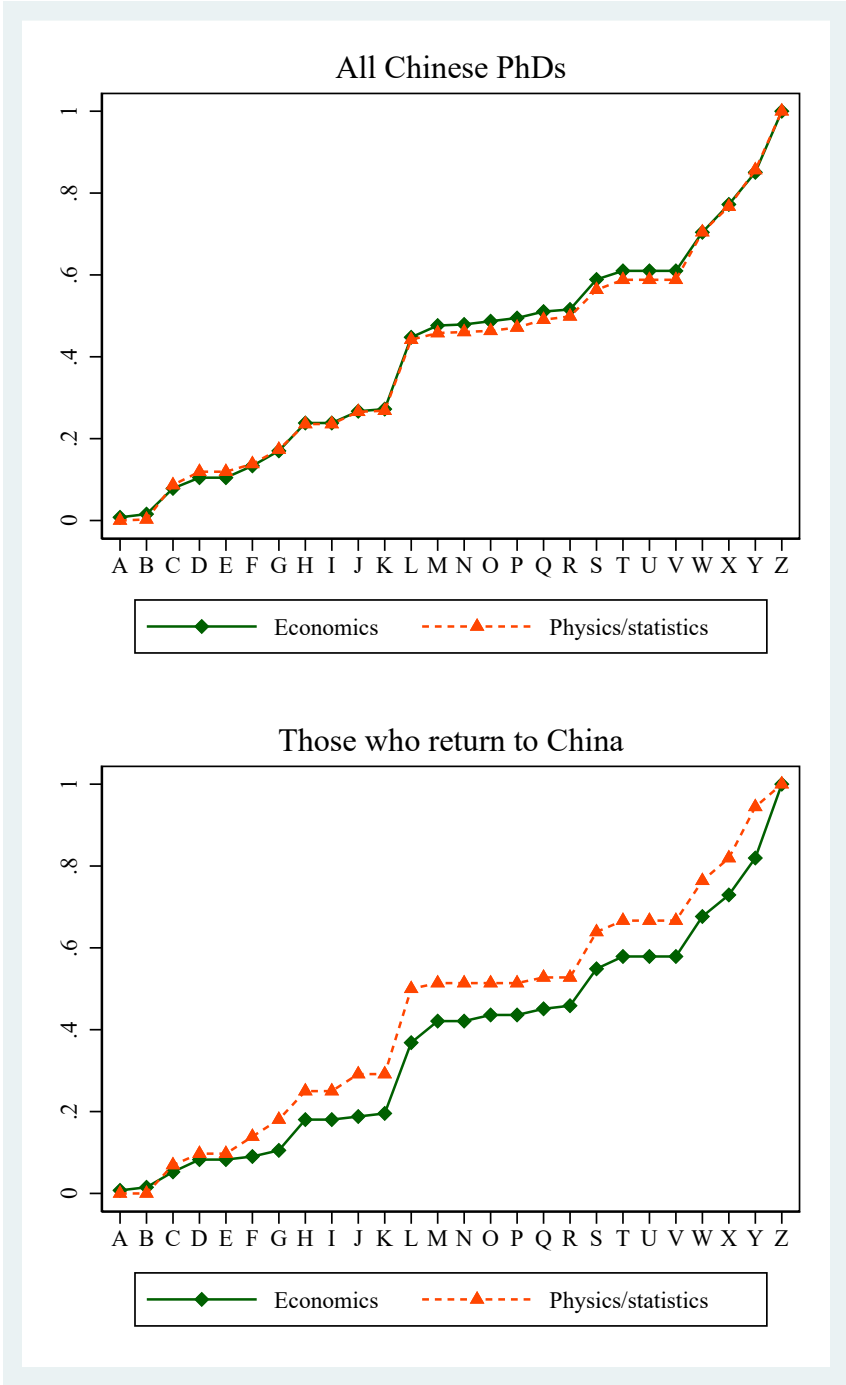 All Chinese PhDs
1
.8
.6
.4
.2
0
A B C D E F G H I J K L M N O P Q R S T U V W X Y Z
Economics Physics/statistics
Those who return to China
1
.8
.6
.4
.2
0
A B C D E F G H I J K L M N O P Q R S T U V W X Y Z
Economics Physics/statistics